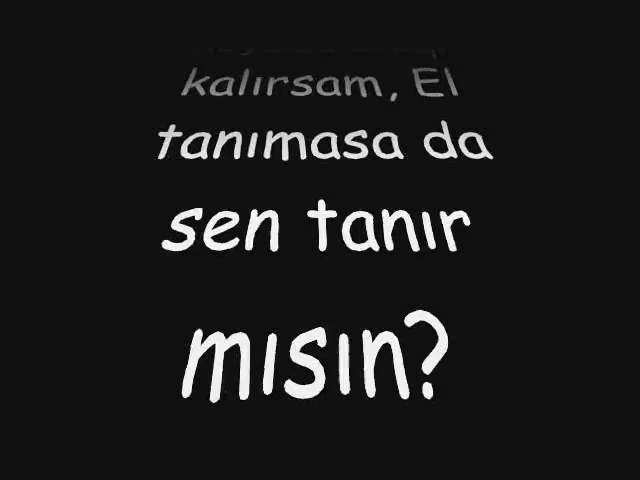 kalırsam, El
tanımasa da
sen tanır
mısın?